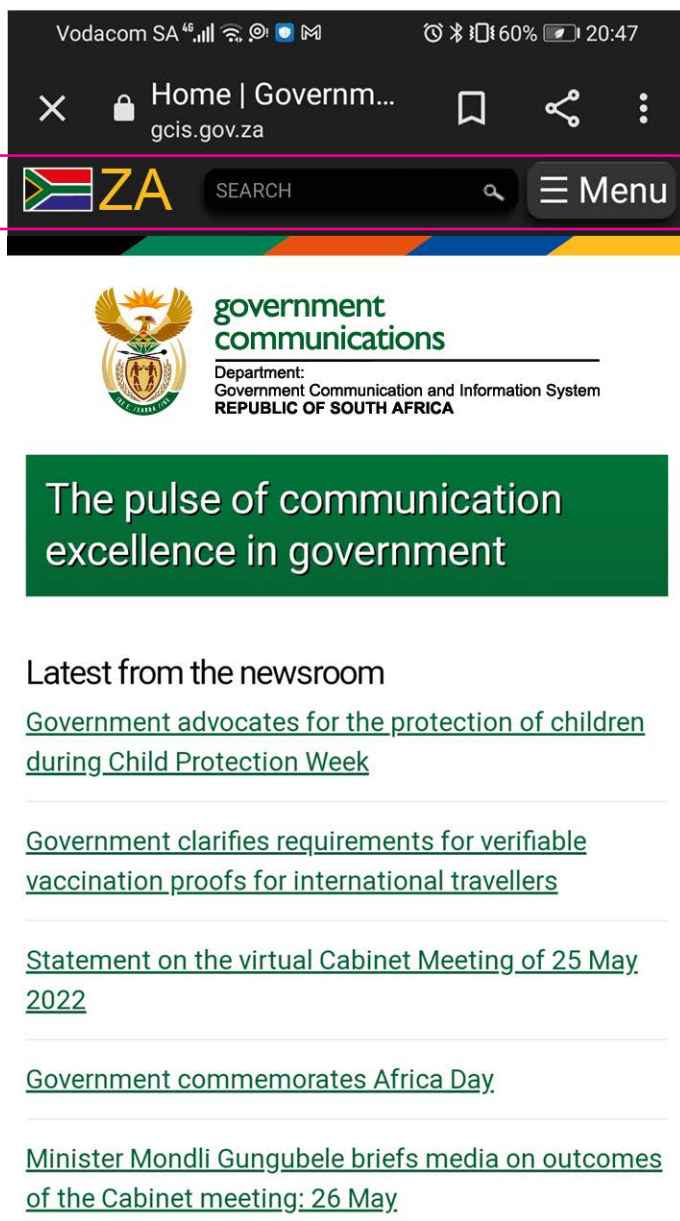 Vodacom SA 4G 60% 20:47
Home | Governm...
gcis.gov.za
ZA SEARCH Menu
government
communications
Department:
Government Communication and Information System
REPUBLIC OF SOUTH AFRICA
The pulse of communication
excellence in government
Latest from the newsroom
Government advocates for the protection of children
during Child Protection Week
Government clarifies requirements for verifiable
vaccination proofs for international travellers
Statement on the virtual Cabinet Meeting of 25 May
2022
Government commemorates Africa Day
Minister Mondli Gungubele briefs media on outcomes
of the Cabinet meeting: 26 May